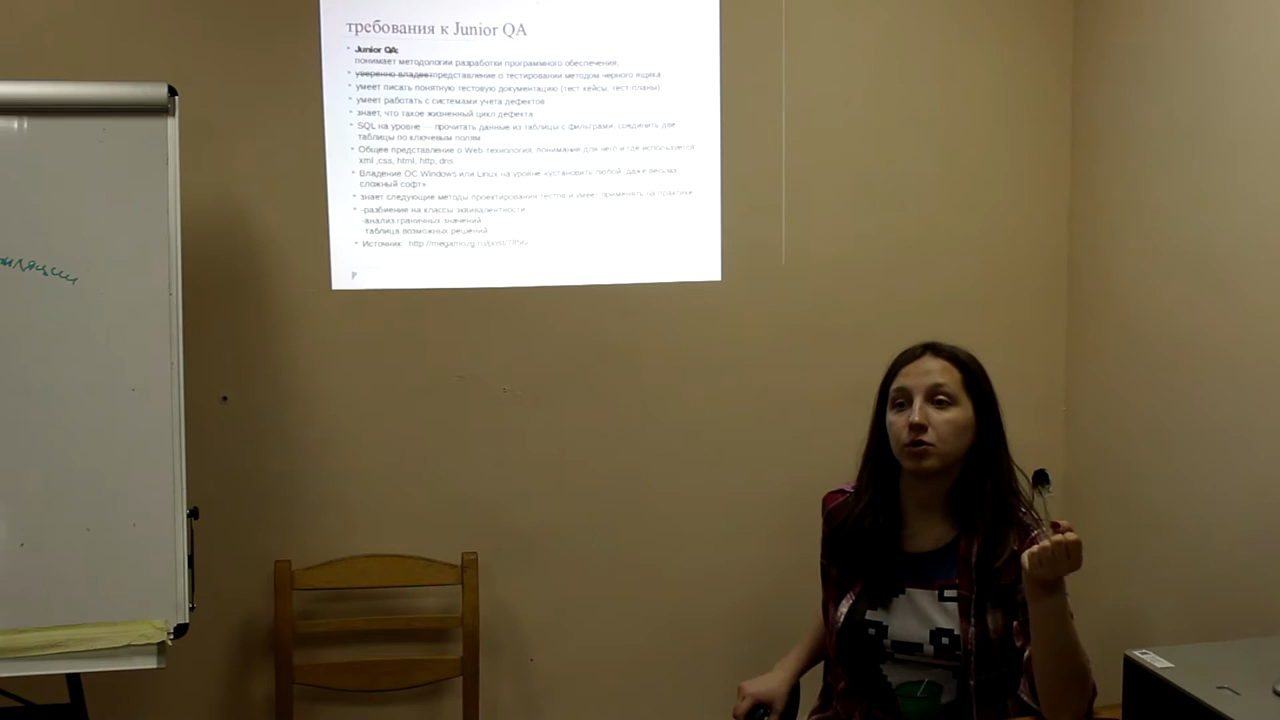 требования к Junior QA
Junior QA:
понимает методологии разработки программного обеспечения;
уверенно владеет представление о тестировании методом черного ящика
умеет писать понятную тестовую документацию (тест кейсы, тест планы)
умеет работать с системами учета дефектов
знает, что такое жизненный цикл дефекта
SQL на уровне — прочитать данные из таблицы с фильтрами, соединить две
таблицы по ключевым полям
Общее представление о Web технология, понимание для чего и где используется
xml ,css, html, http, dns
Владение ОС Windows или Linux на уровне «установить любой, даже весьма
сложный софт»
знает следующие методы проектирования тестов и умеет применять на практике
-разбиение на классы эквивалентности
-анализ граничных значений
-таблица возможных решений
Источник: http://megamozg.ru/